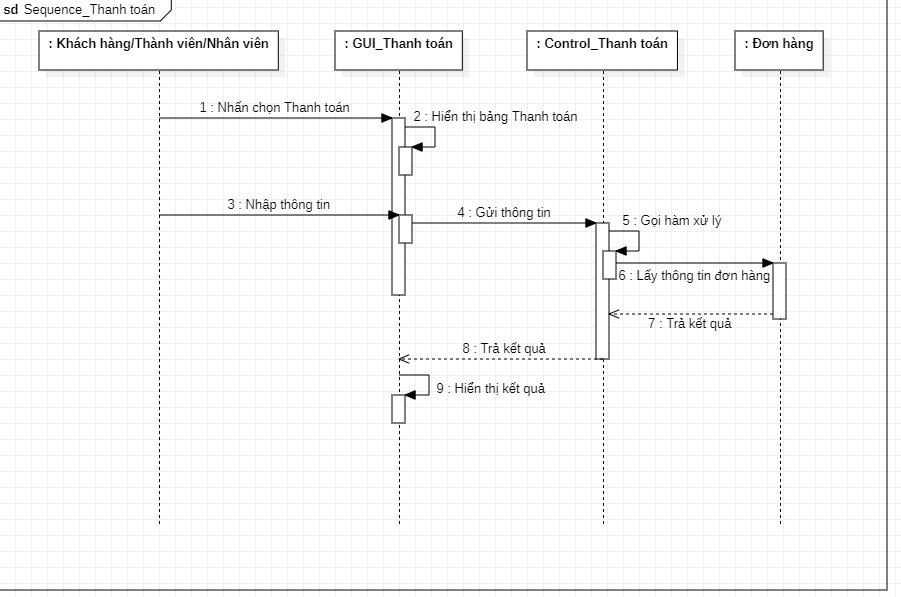 sd Sequence_Thanh toán
: Khách hàng/Thành viên/Nhân viên
: GUI_Thanh toán
: Control_Thanh toán
: Đơn hàng
1 : Nhấn chọn Thanh toán
2 : Hiển thị bảng Thanh toán
3 : Nhập thông tin
4 : Gửi thông tin
5 : Gọi hàm xử lý
6 : Lấy thông tin đơn hàng
7 : Trả kết quả
8 : Trả kết quả
9 : Hiển thị kết quả